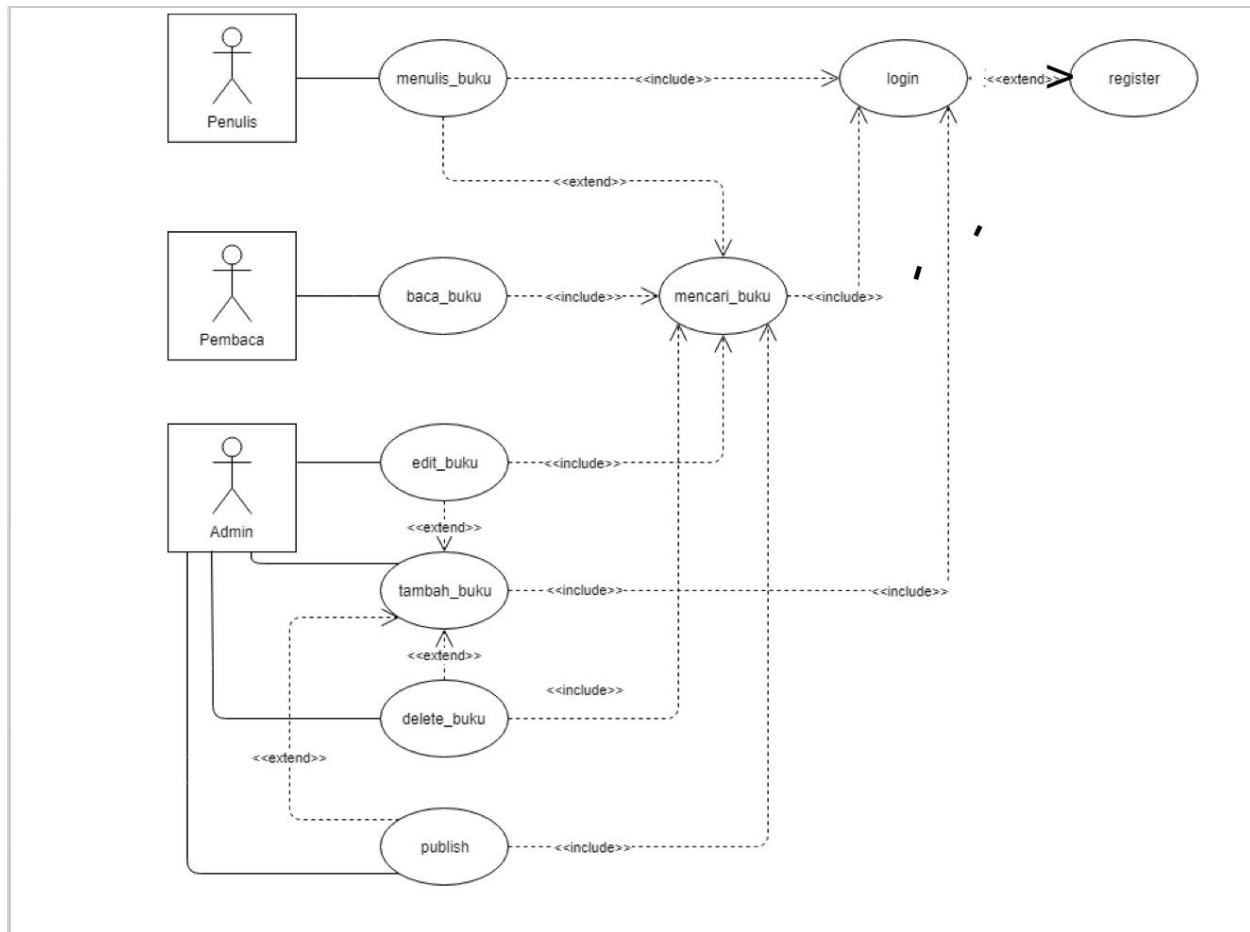 menulis_buku
<<include>>
login
<<extend>>
register
Penulis
<<extend>>
baca_buku
<<include>>
mencari_buku
<<include>>
Pembaca
edit_buku
<<include>>
Admin
<<extend>>
tambah_buku
<<include>>
<<include>>
<<extend>>
<<include>>
delete_buku
<<extend>>
publish
<<include>>